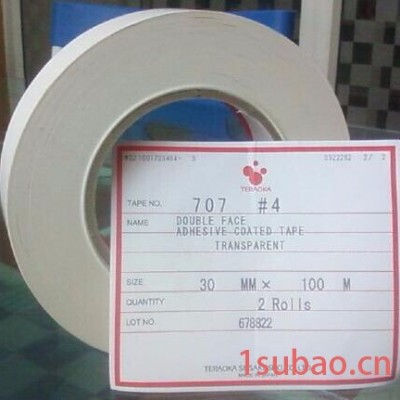 TERAOKA
TAPE NO. 707 #4
NAME DOUBLE FACE
ADHESIVE COATED TAPE
TRANSPARENT
SIZE 30 MM× 100 M
QUANTITY 2 Rolls
LOT NO. 678822
1subao.cn